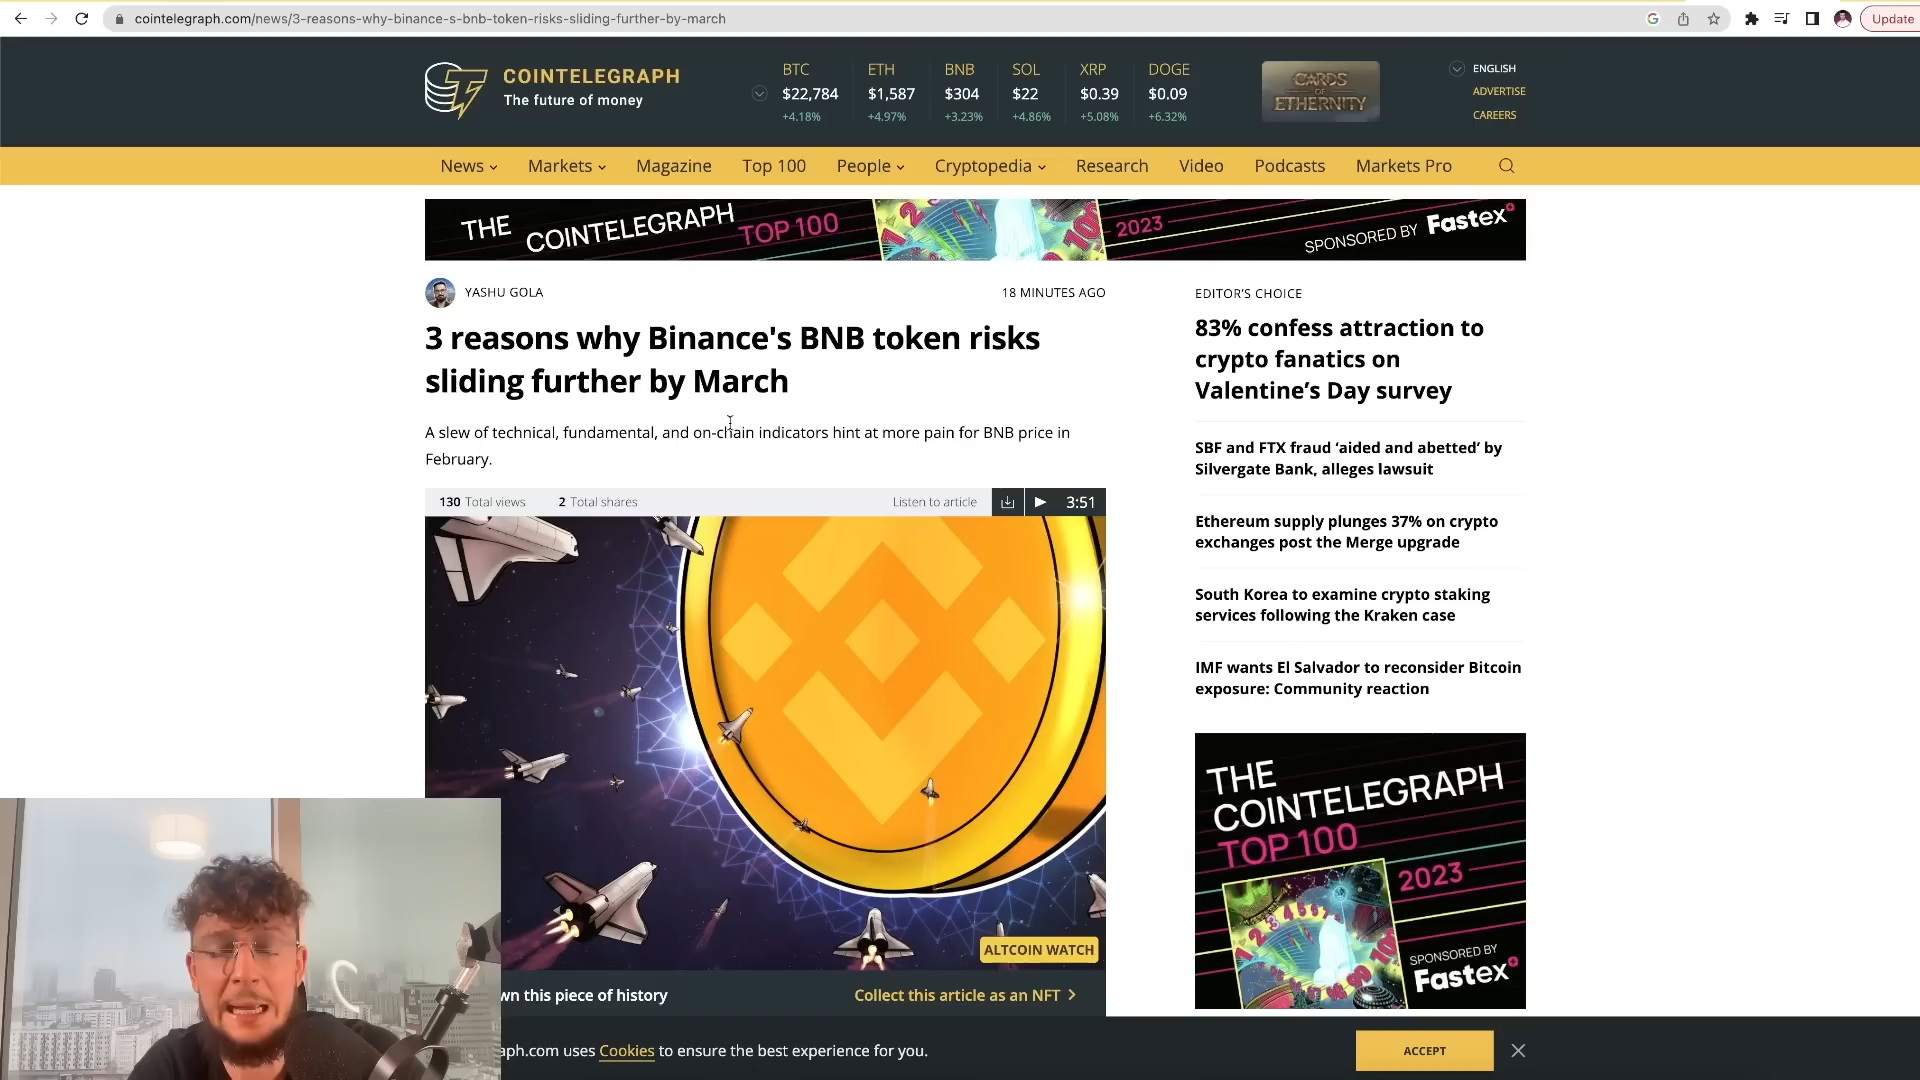 cointelegraph.com/news/3-reasons-why-binance-s-bnb-token-risks-sliding-further-by-march
Update
COINTELEGRAPH
The future of money
BTC ETH BNB SOL XRP DOGE
$22,784 $1,587 $304 $22 $0.39 $0.09
+4.18% +4.97% +3.23% +4.86% +5.08% +6.32%
CARDS
OF
ETHERNITY
ENGLISH
ADVERTISE
CAREERS
News Markets Magazine Top 100 People Cryptopedia Research Video Podcasts Markets Pro
THE COINTELEGRAPH TOP 100 2023 SPONSORED BY Fastex
YASHU GOLA 18 MINUTES AGO
3 reasons why Binance's BNB token risks
sliding further by March
A slew of technical, fundamental, and on-chain indicators hint at more pain for BNB price in
February.
130 Total views 2 Total shares Listen to article 3:51
ALTCOIN WATCH
wn this piece of history Collect this article as an NFT
EDITOR'S CHOICE
83% confess attraction to
crypto fanatics on
Valentine’s Day survey
SBF and FTX fraud ‘aided and abetted’ by
Silvergate Bank, alleges lawsuit
Ethereum supply plunges 37% on crypto
exchanges post the Merge upgrade
South Korea to examine crypto staking
services following the Kraken case
IMF wants El Salvador to reconsider Bitcoin
exposure: Community reaction
THE
COINTELEGRAPH
TOP 100
2023
SPONSORED BY
Fastex
aph.com uses Cookies to ensure the best experience for you.
ACCEPT